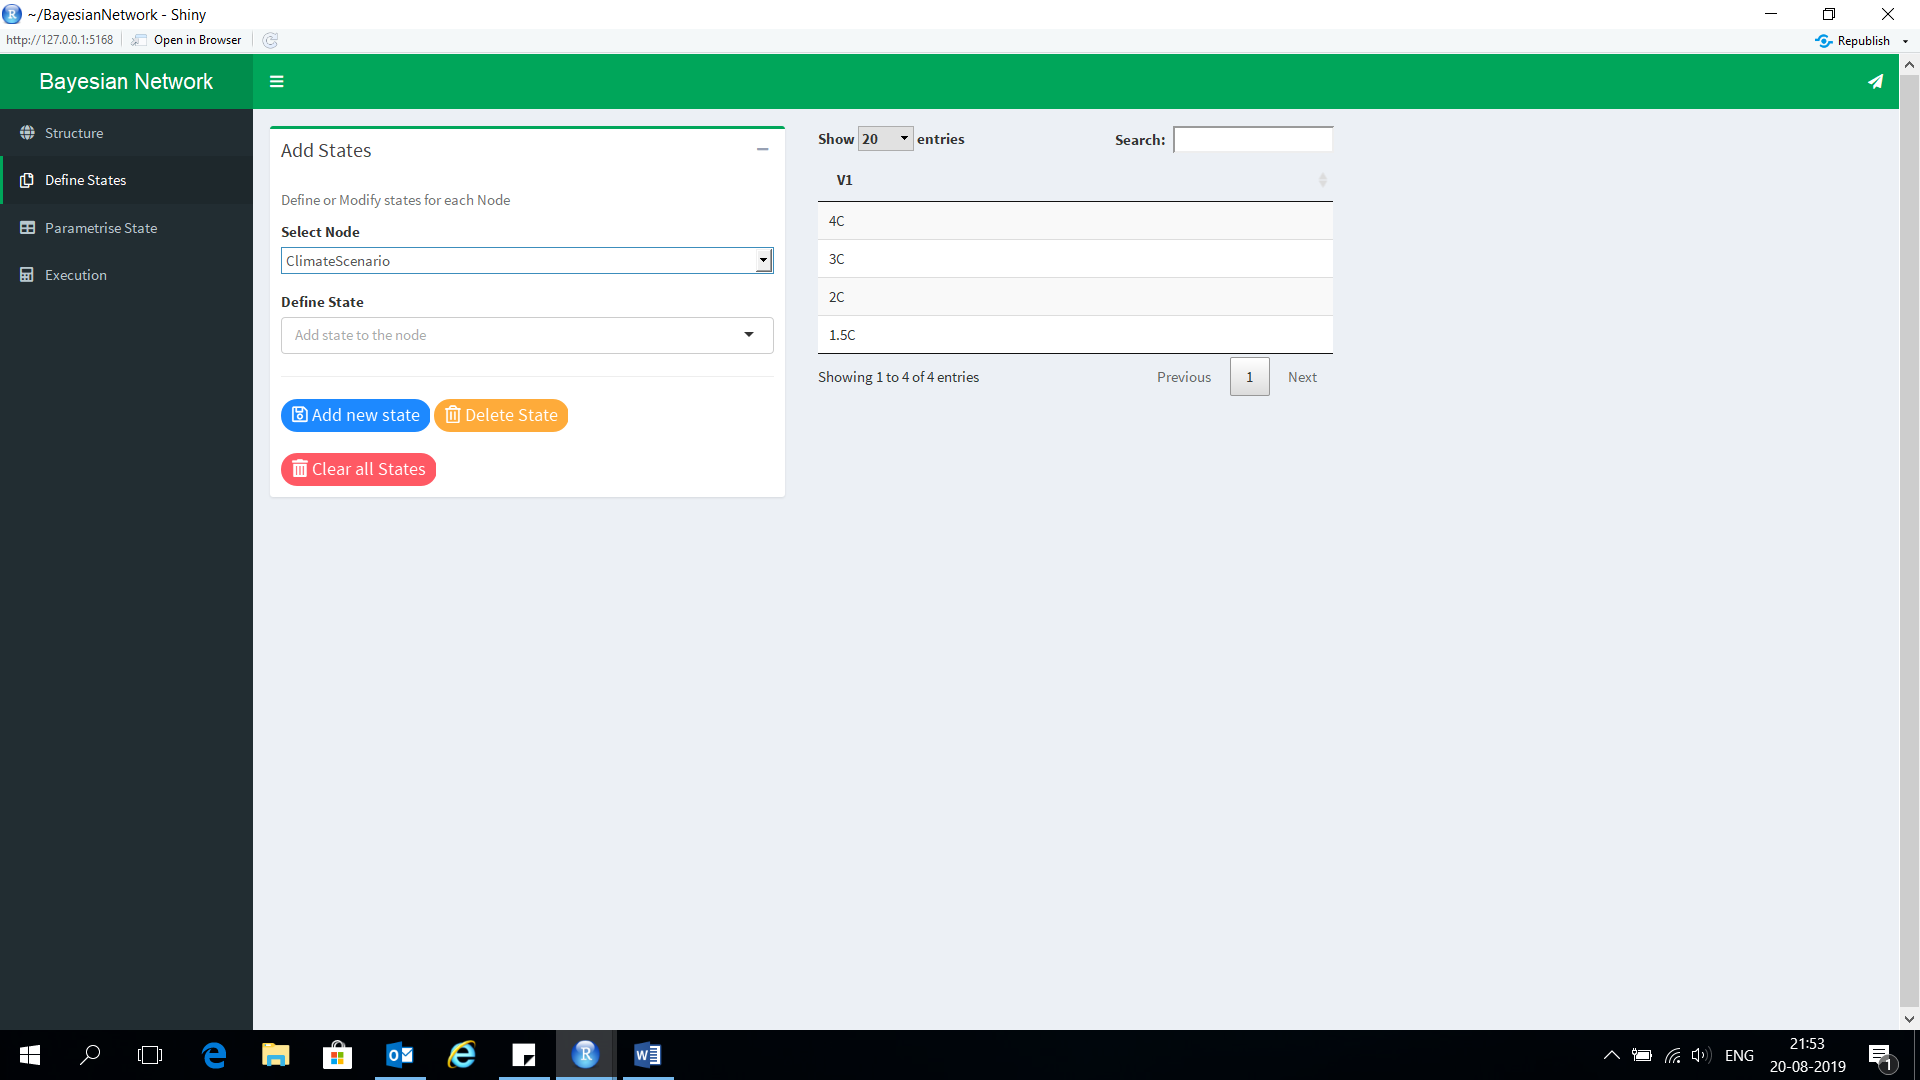 ~/BayesianNetwork - Shiny
http://127.0.0.1:5168 Open in Browser Republish
Bayesian Network
Structure
Define States
Parametrise State
Execution
Add States
Define or Modify states for each Node
Select Node
ClimateScenario
Define State
Add state to the node
Add new state Delete State
Clear all States
Show 20 entries Search:
V1
4C
3C
2C
1.5C
Showing 1 to 4 of 4 entries Previous 1 Next
ENG
21:53
20-08-2019
1